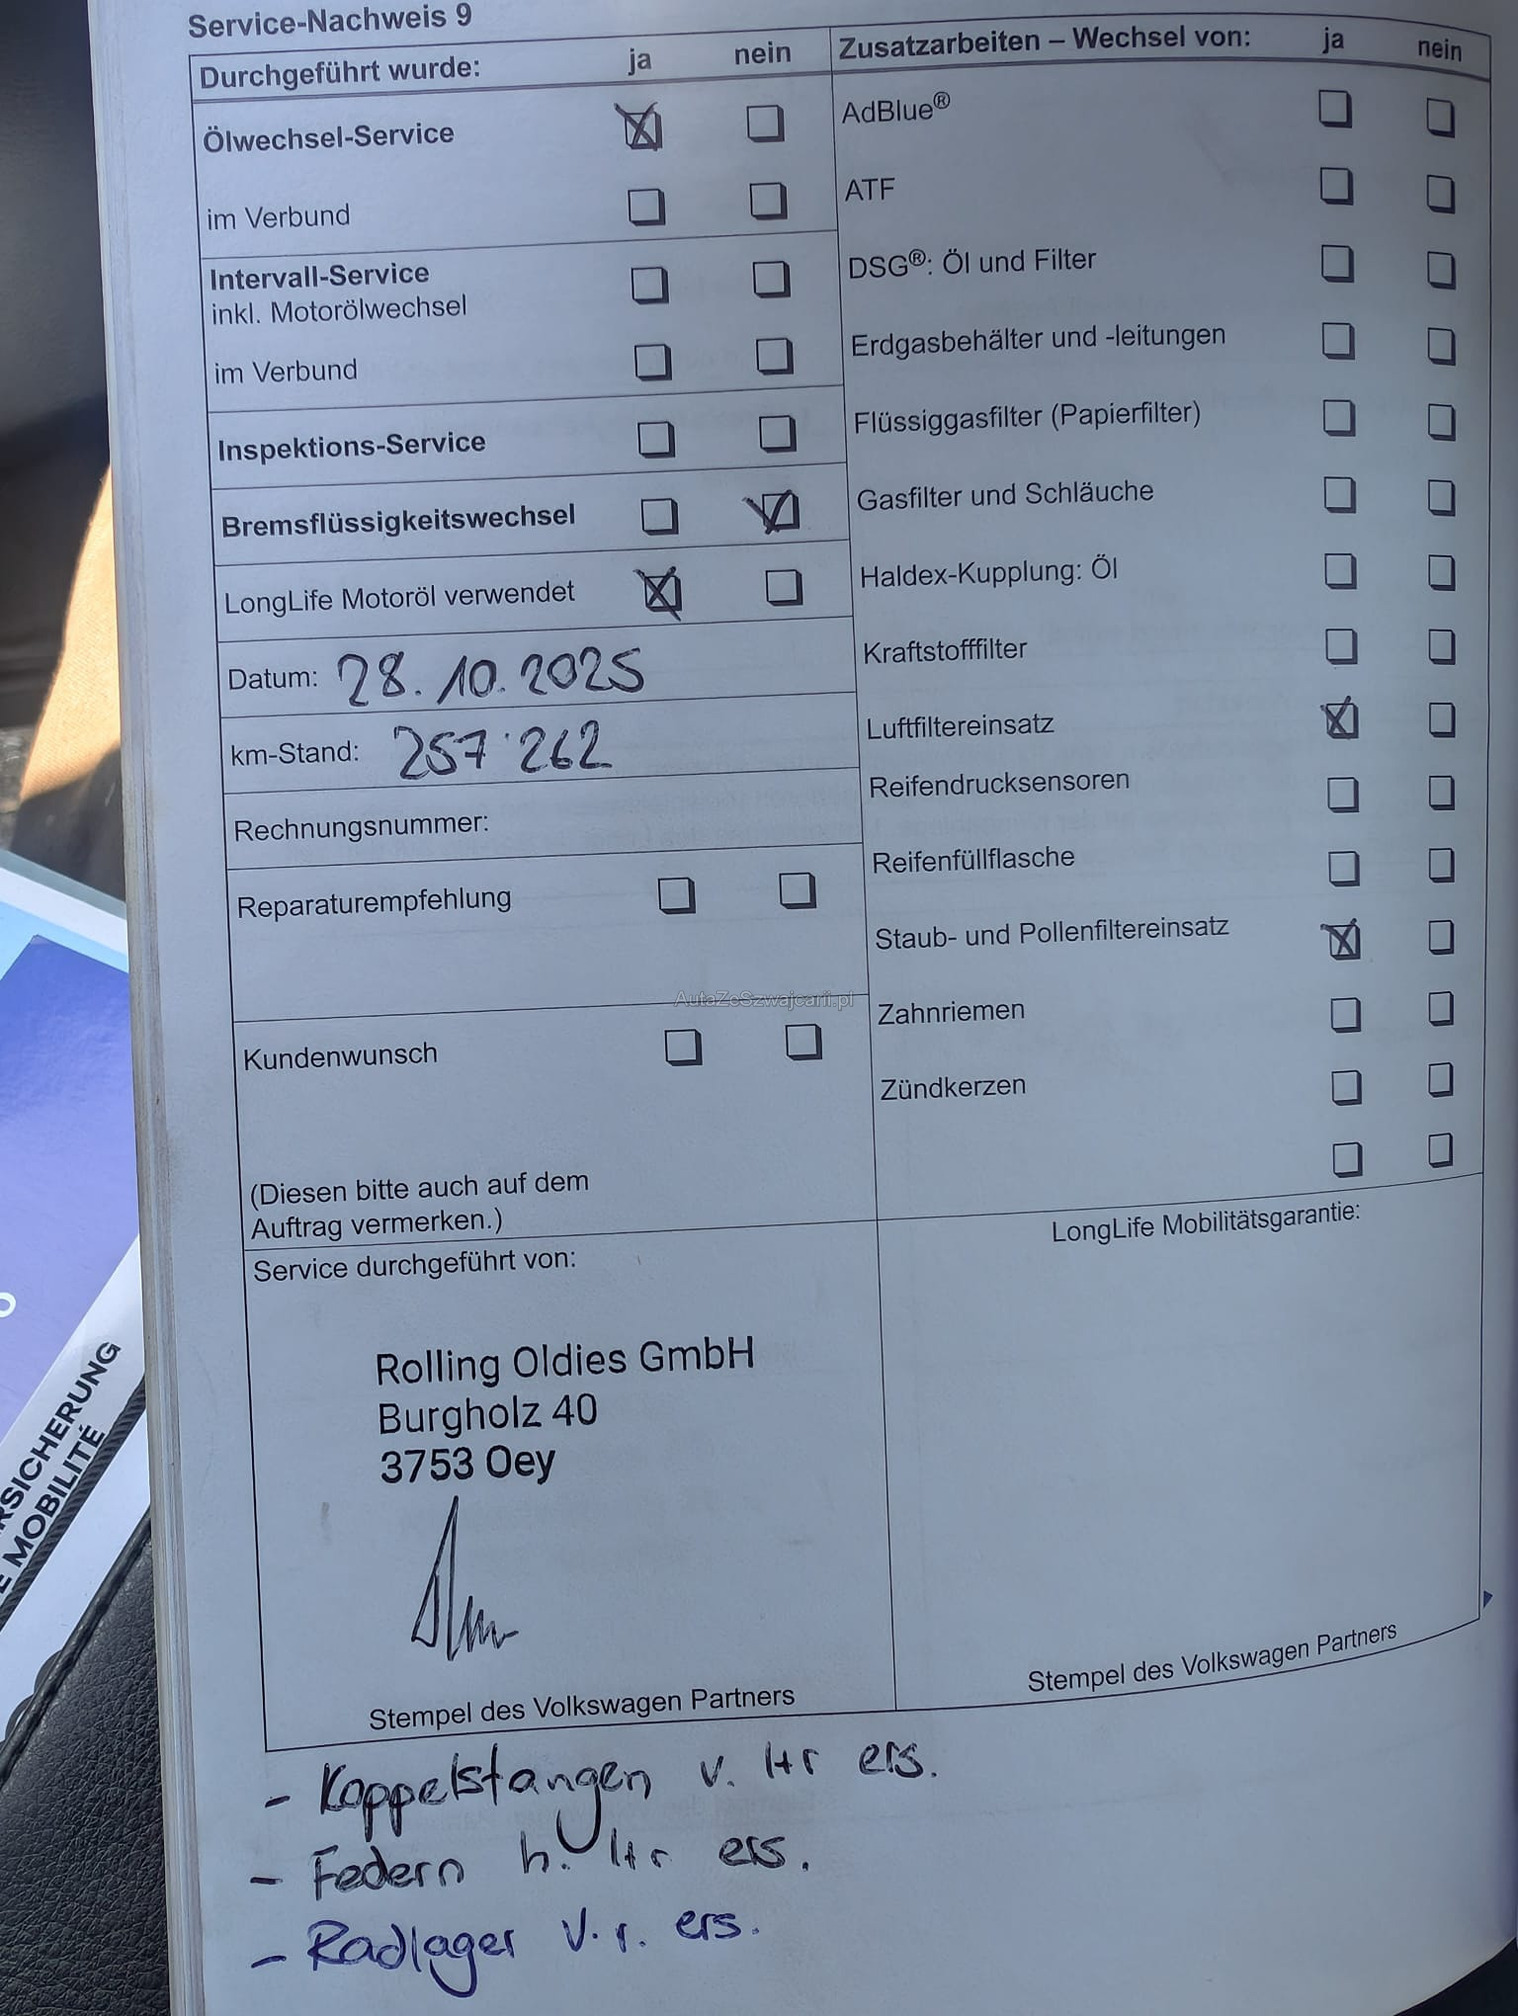 Service-Nachweis 9
Durchgeführt wurde: ja nein
Ölwechsel-Service
im Verbund
Intervall-Service
inkl. Motorölwechsel
im Verbund
Inspektions-Service
Bremsflüssigkeitswechsel
LongLife Motoröl verwendet
Datum: 28.10.2025
km-Stand: 257'262
Rechnungsnummer:
Reparaturempfehlung
Kundenwunsch
(Diesen bitte auch auf dem
Auftrag vermerken.)
Zusatzarbeiten – Wechsel von: ja nein
AdBlue®
ATF
DSG®: Öl und Filter
Erdgasbehälter und -leitungen
Flüssiggasfilter (Papierfilter)
Gasfilter und Schläuche
Haldex-Kupplung: Öl
Kraftstofffilter
Luftfiltereinsatz
Reifendrucksensoren
Reifenfüllflasche
Staub- und Pollenfiltereinsatz
Zahnriemen
Zündkerzen
AutaZeSzwajcarii.pl
Service durchgeführt von:
Rolling Oldies GmbH
Burgholz 40
3753 Oey
Stempel des Volkswagen Partners
LongLife Mobilitätsgarantie:
Stempel des Volkswagen Partners
- Koppelstangen v. l+r ers.
- Federn h. l+r ers.
- Radlager v.r. ers.
RSICHERUNG
E MOBILITÉ